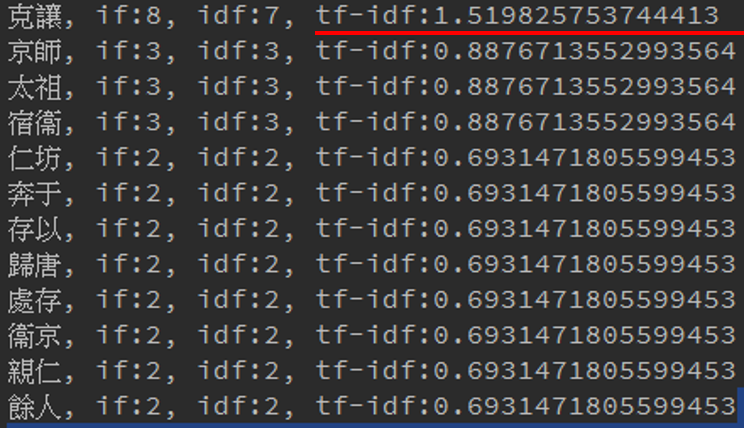 克讓, if:8, idf:7, tf-idf:1.519825753744413
京師, if:3, idf:3, tf-idf:0.8876713552993564
太祖, if:3, idf:3, tf-idf:0.8876713552993564
宿衞, if:3, idf:3, tf-idf:0.8876713552993564
仁坊, if:2, idf:2, tf-idf:0.6931471805599453
奔于, if:2, idf:2, tf-idf:0.6931471805599453
存以, if:2, idf:2, tf-idf:0.6931471805599453
歸唐, if:2, idf:2, tf-idf:0.6931471805599453
處存, if:2, idf:2, tf-idf:0.6931471805599453
衞京, if:2, idf:2, tf-idf:0.6931471805599453
親仁, if:2, idf:2, tf-idf:0.6931471805599453
餘人, if:2, idf:2, tf-idf:0.6931471805599453